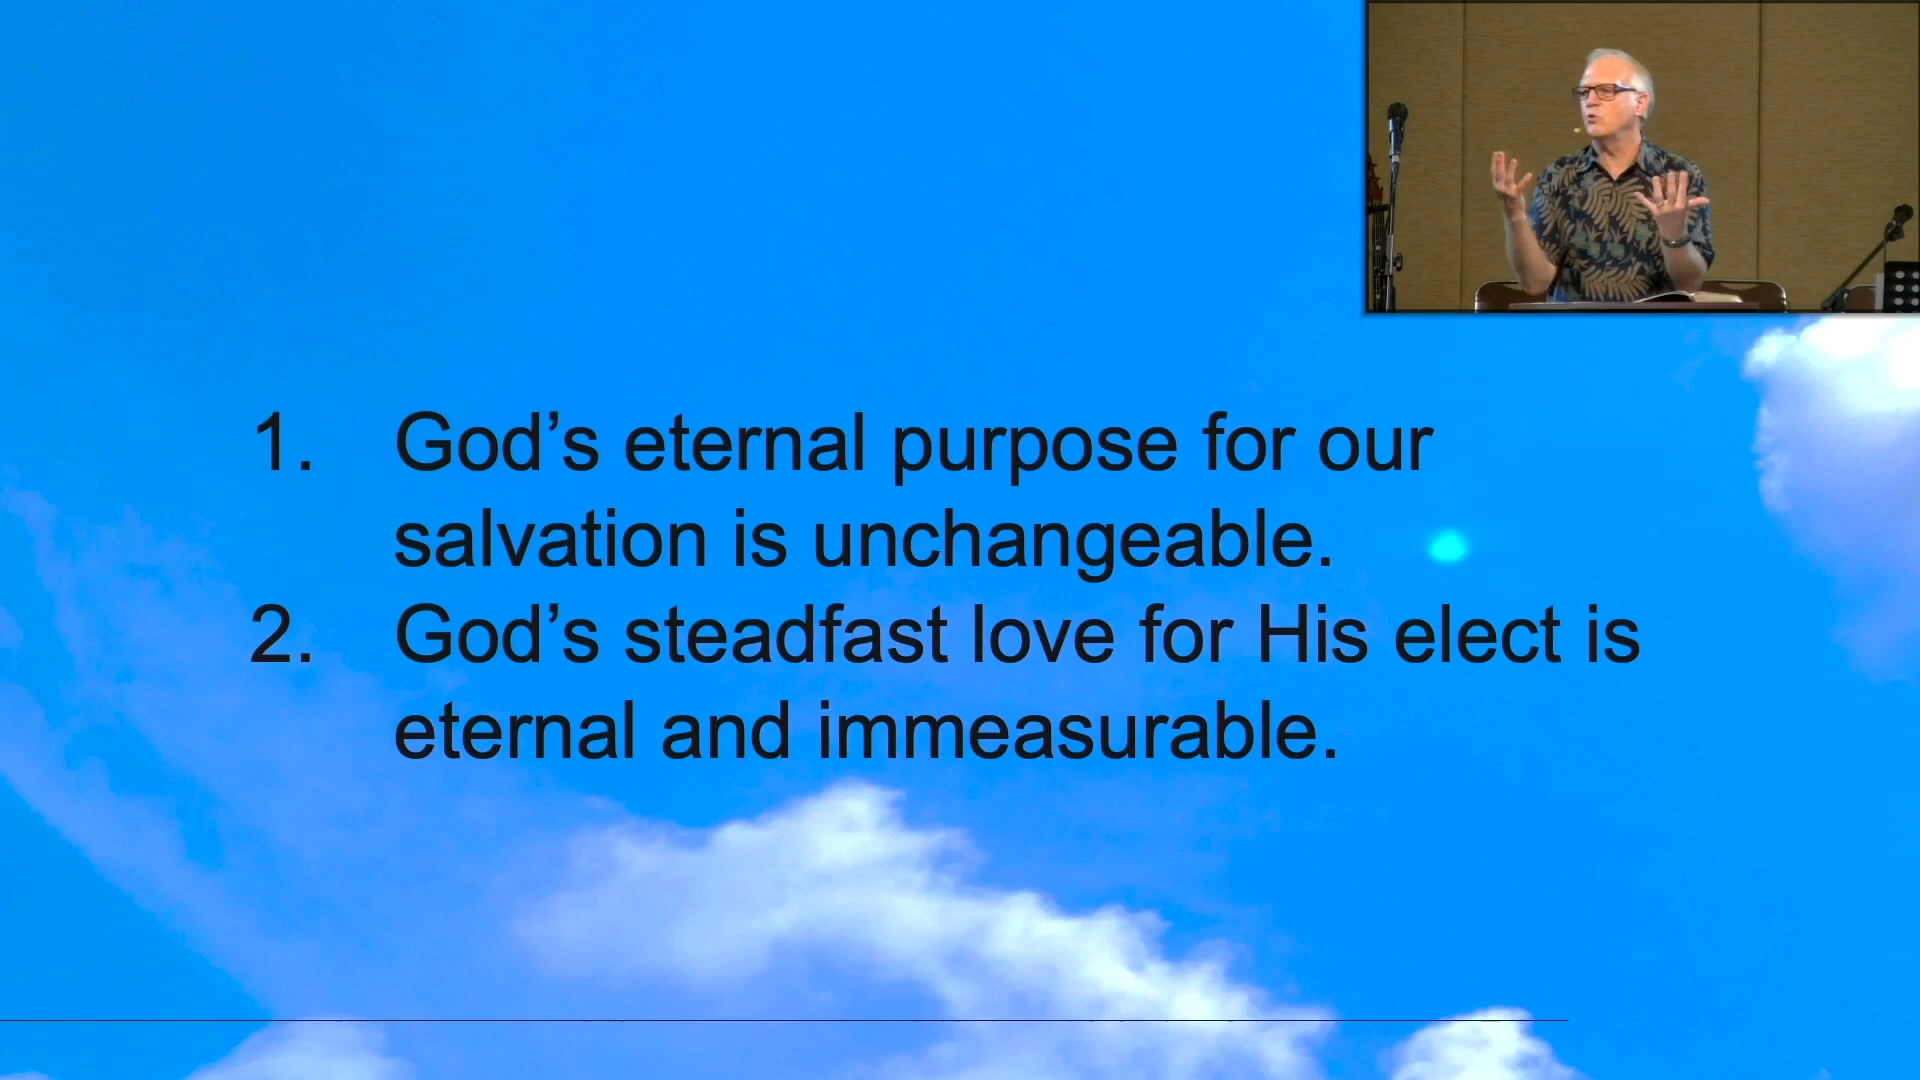 1. God’s eternal purpose for our
salvation is unchangeable.
2. God’s steadfast love for His elect is
eternal and immeasurable.